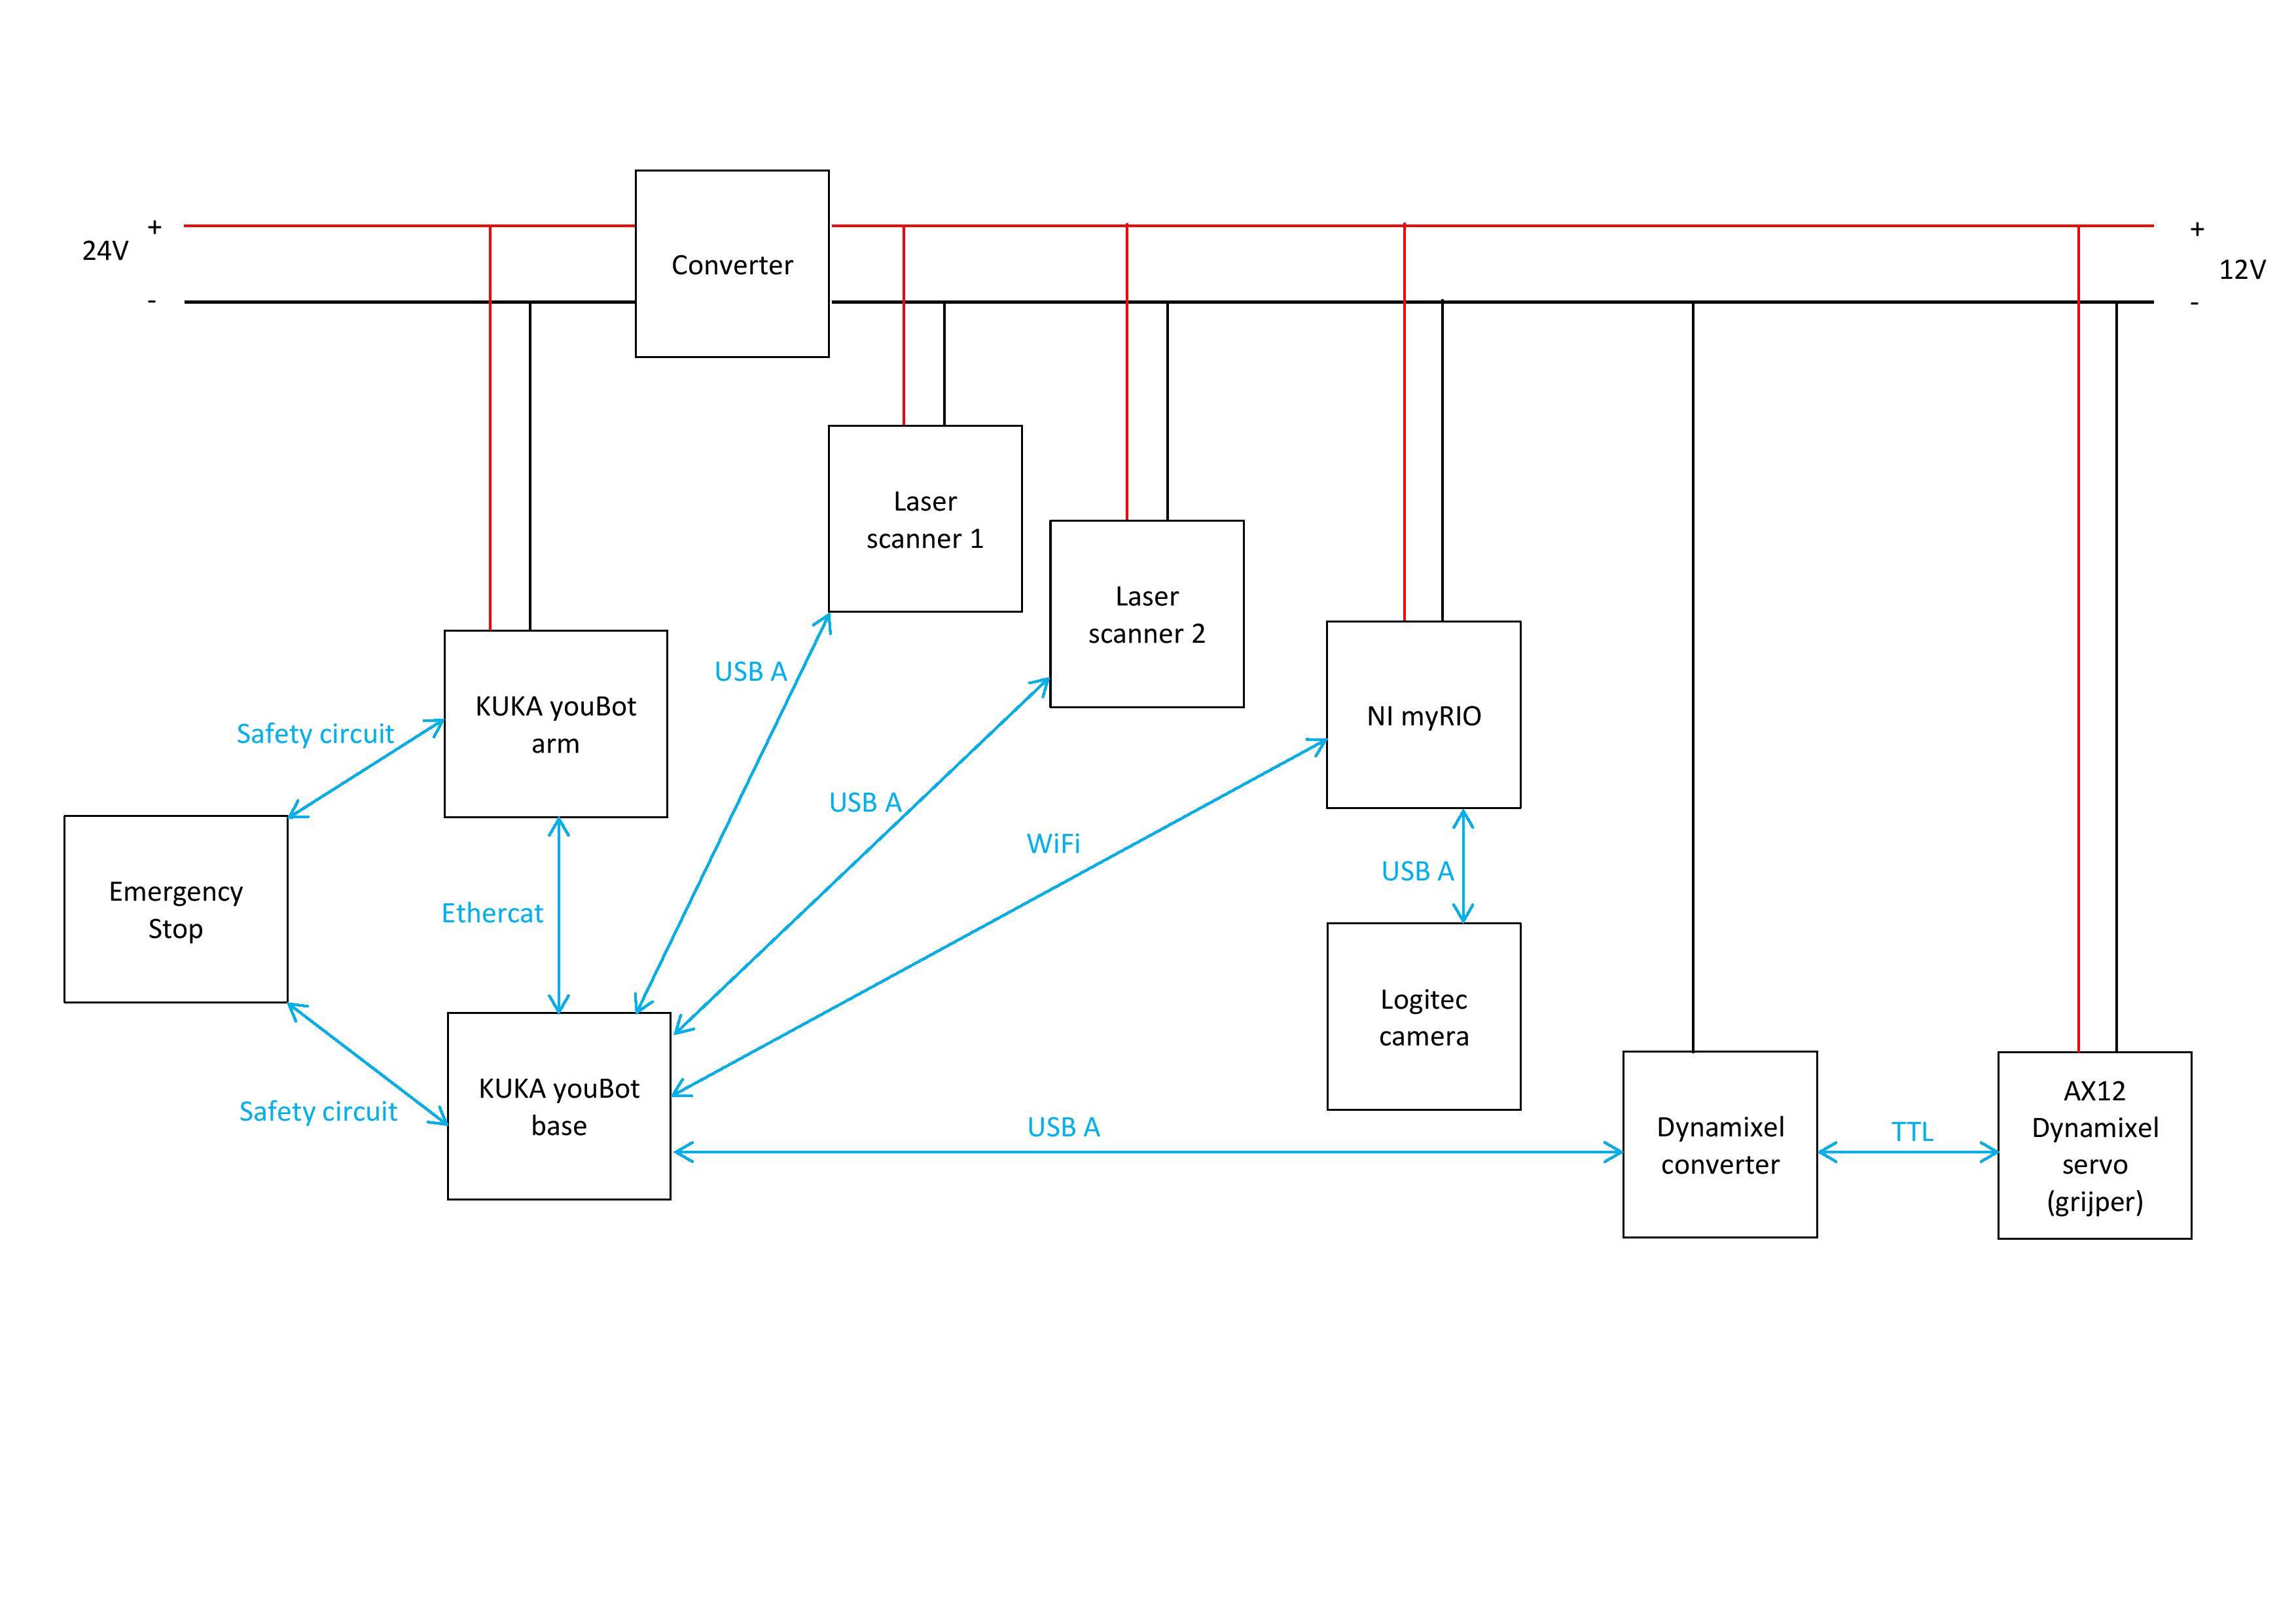 +
24V
-
Converter
+
12V
-
Laser
scanner 1
Laser
scanner 2
KUKA youBot
arm
NI myRIO
USB A
Safety circuit
USB A
WiFi
USB A
Emergency
Stop
Ethercat
Logitec
camera
KUKA youBot
base
Safety circuit
USB A
Dynamixel
converter
TTL
AX12
Dynamixel
servo
(grijper)